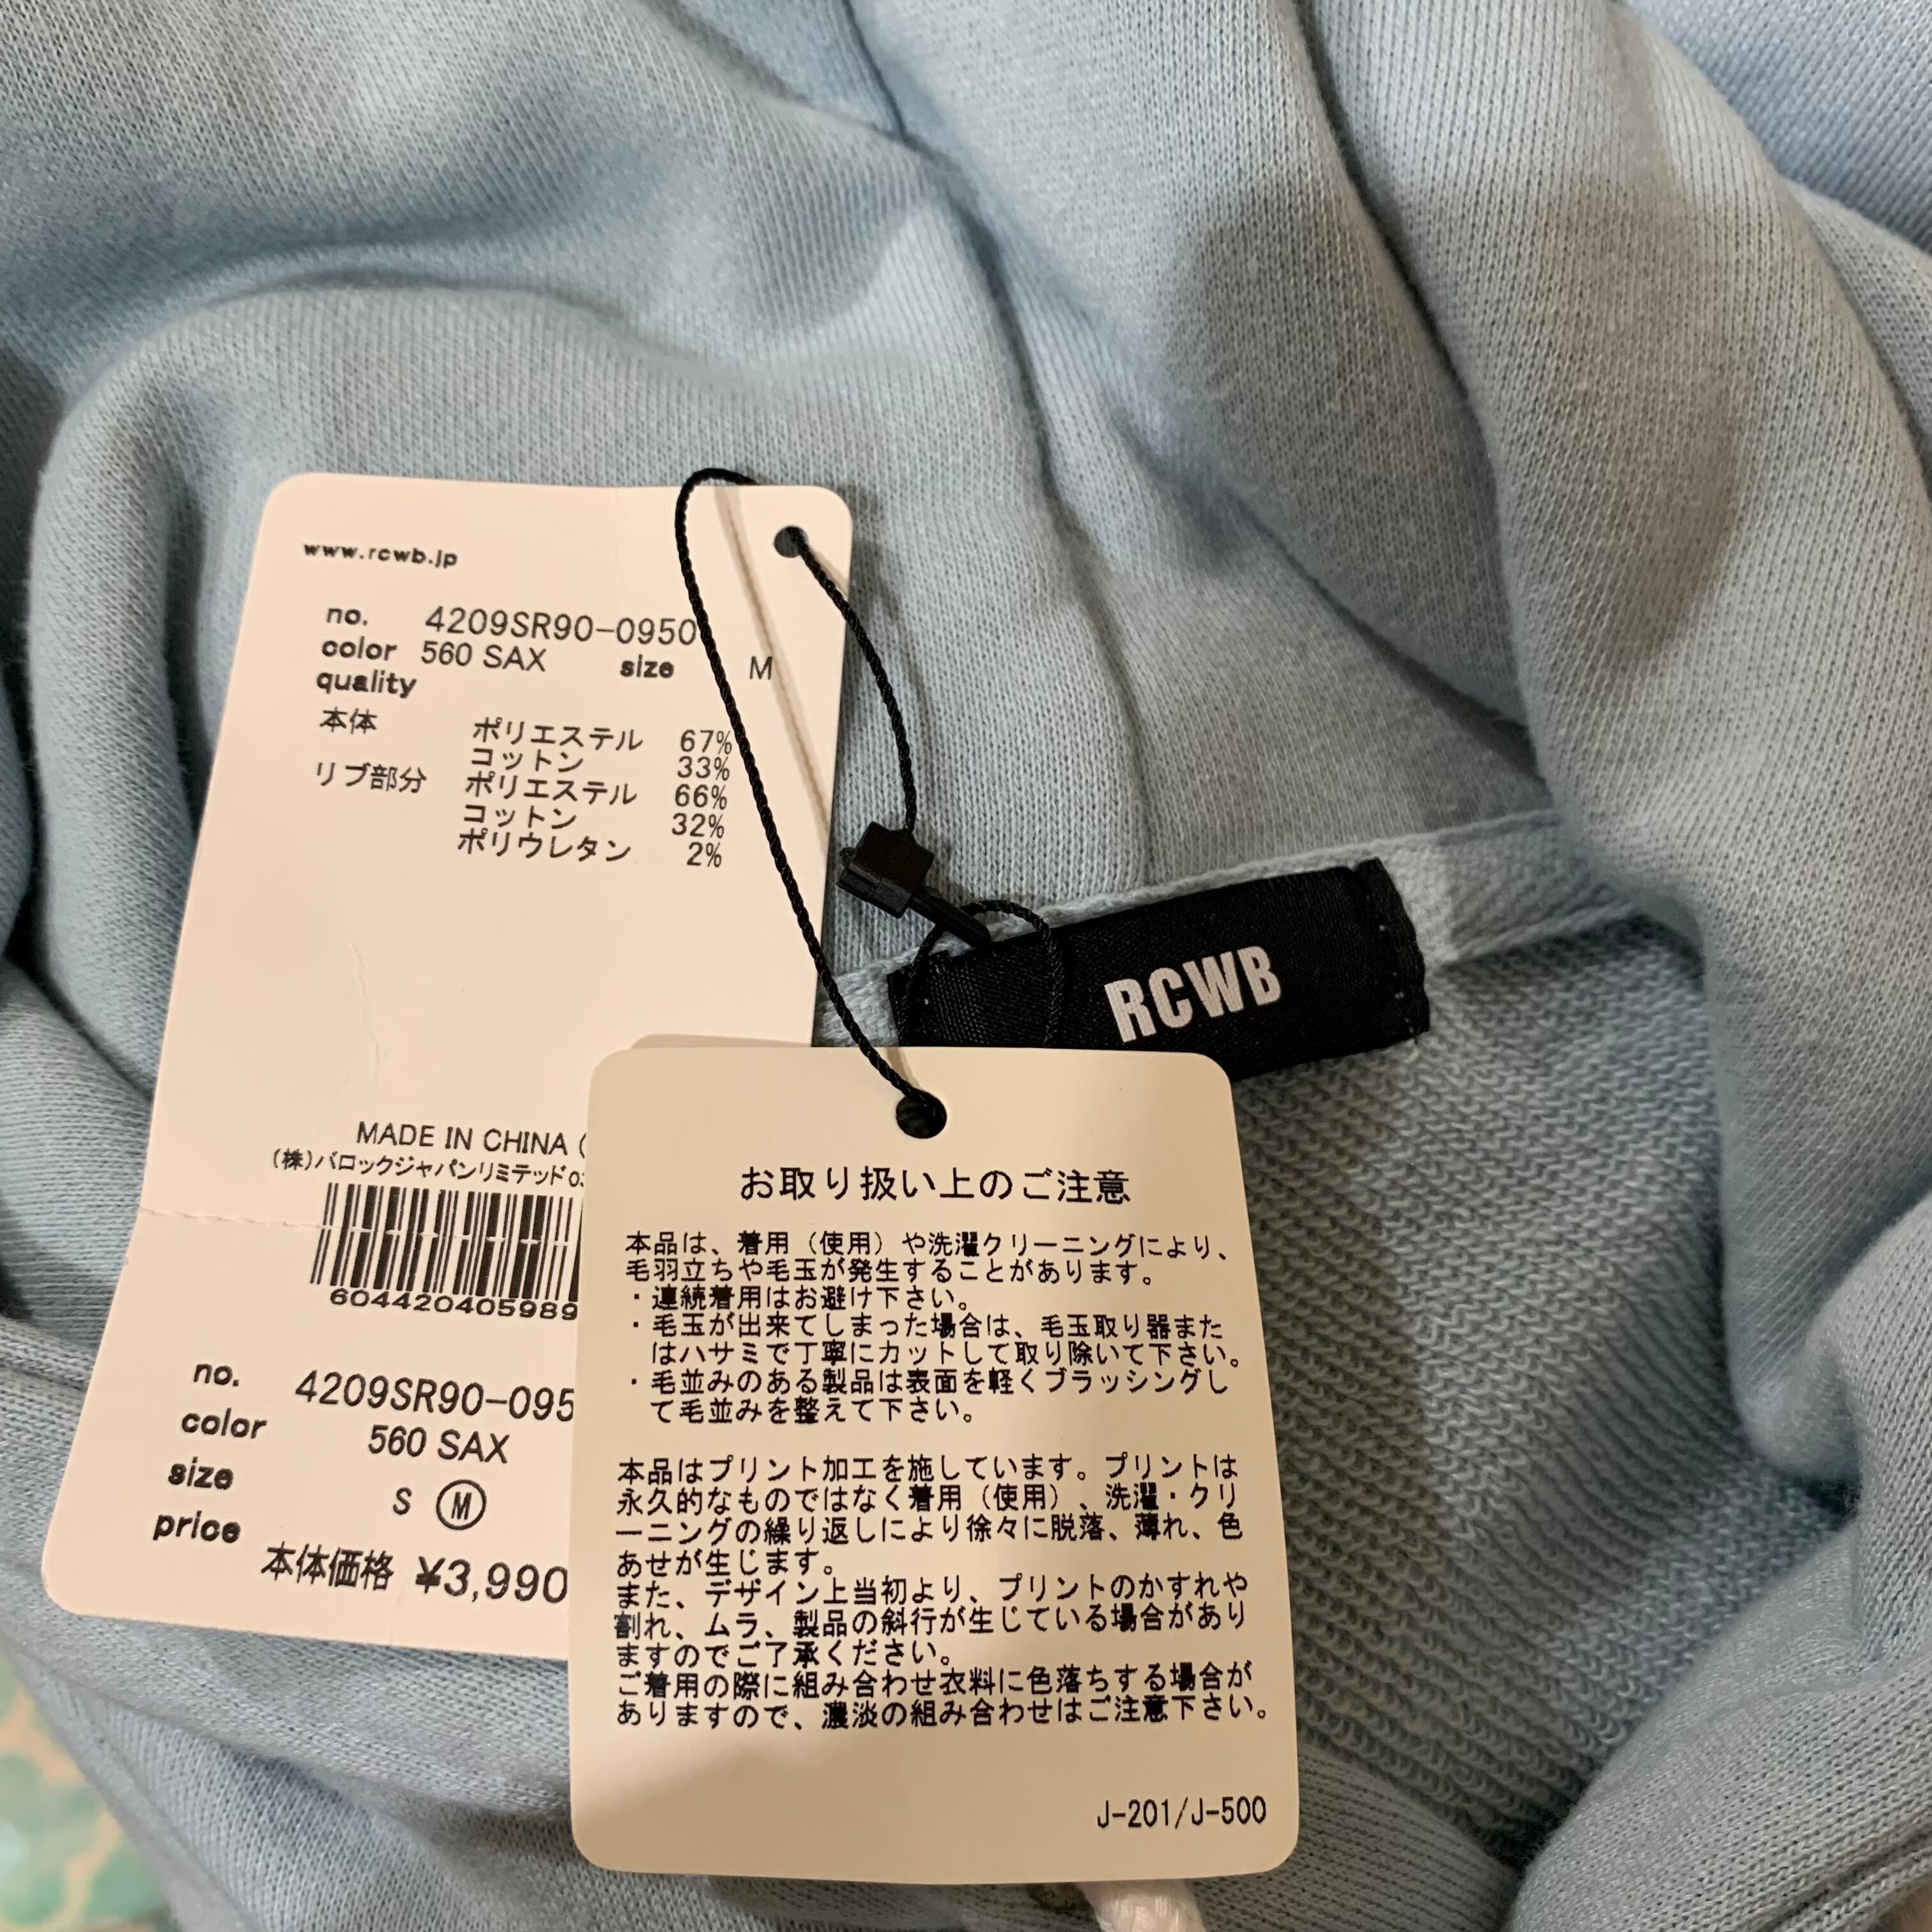 www.rcwb.jp
no. 4209SR90-0950
color 560 SAX size M
quality
本体 ポリエステル 67%
コットン 33%
リブ部分 ポリエステル 66%
コットン 32%
ポリウレタン 2%
MADE IN CHINA (
(株)バロックジャパンリミテッド03
604420405989
no. 4209SR90-095
color 560 SAX
size S M
price
本体価格 ¥3,990
RCWB
お取り扱い上のご注意
本品は、着用（使用）や洗濯クリーニングにより、
毛羽立ちや毛玉が発生することがあります。
・連続着用はお避け下さい。
・毛玉が出来てしまった場合は、毛玉取り器また
はハサミで丁寧にカットして取り除いて下さい。
・毛並みのある製品は表面を軽くブラッシングし
て毛並みを整えて下さい。
本品はプリント加工を施しています。プリントは
永久的なものではなく着用（使用）、洗濯・クリ
ーニングの繰り返しにより徐々に脱落、薄れ、色
あせが生じます。
また、デザイン上当初より、プリントのかすれや
割れ、ムラ、製品の斜行が生じている場合があり
ますのでご了承ください。
ご着用の際に組み合わせ衣料に色落ちする場合が
ありますので、濃淡の組み合わせはご注意下さい。
J-201/J-500